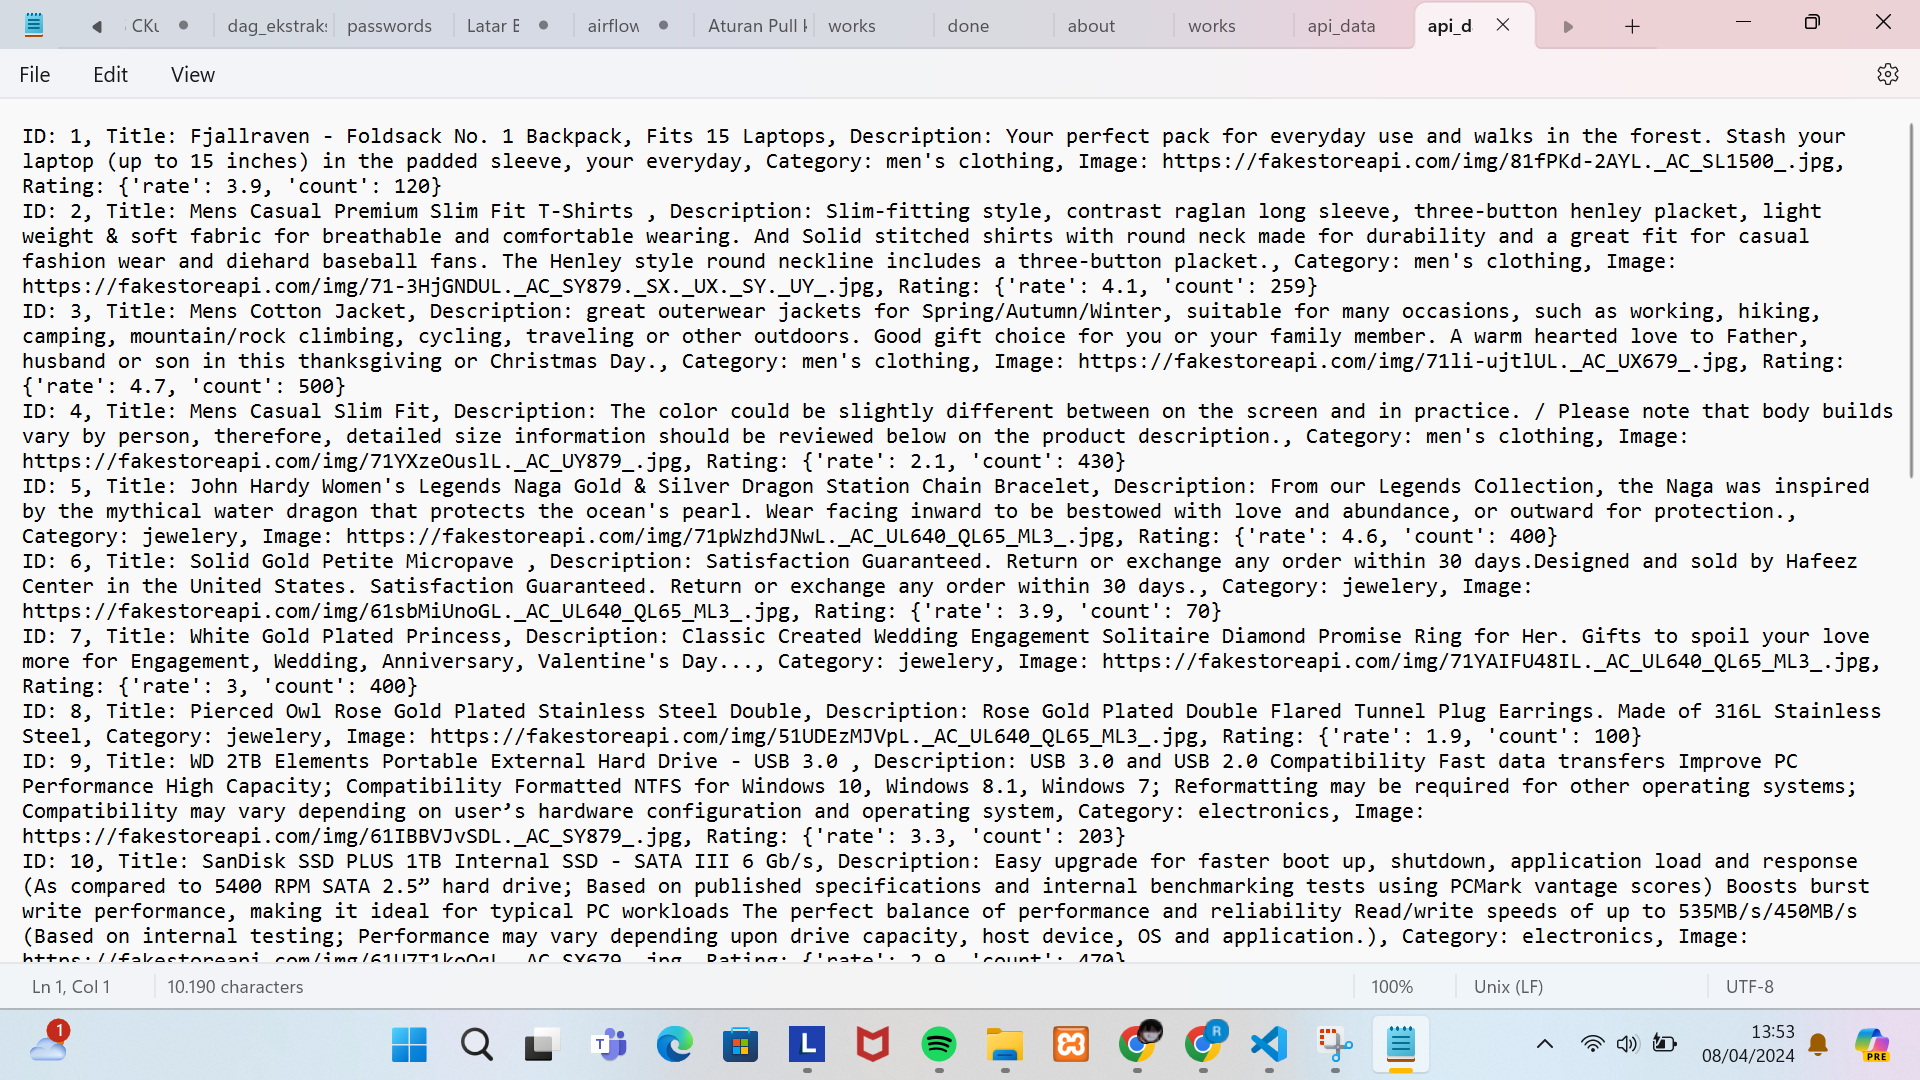 CKu dag_ekstraks passwords Latar B airflow Aturan Pull works done about works api_data api_d
File Edit View
ID: 1, Title: Fjallraven - Foldsack No. 1 Backpack, Fits 15 Laptops, Description: Your perfect pack for everyday use and walks in the forest. Stash your
laptop (up to 15 inches) in the padded sleeve, your everyday, Category: men's clothing, Image: https://fakestoreapi.com/img/81fPKd-2AYL._AC_SL1500_.jpg,
Rating: {'rate': 3.9, 'count': 120}
ID: 2, Title: Mens Casual Premium Slim Fit T-Shirts , Description: Slim-fitting style, contrast raglan long sleeve, three-button henley placket, light
weight & soft fabric for breathable and comfortable wearing. And Solid stitched shirts with round neck made for durability and a great fit for casual
fashion wear and diehard baseball fans. The Henley style round neckline includes a three-button placket., Category: men's clothing, Image:
https://fakestoreapi.com/img/71-3HjGNDUL._AC_SY879._SX._UX._SY._UY_.jpg, Rating: {'rate': 4.1, 'count': 259}
ID: 3, Title: Mens Cotton Jacket, Description: great outerwear jackets for Spring/Autumn/Winter, suitable for many occasions, such as working, hiking,
camping, mountain/rock climbing, cycling, traveling or other outdoors. Good gift choice for you or your family member. A warm hearted love to Father,
husband or son in this thanksgiving or Christmas Day., Category: men's clothing, Image: https://fakestoreapi.com/img/71li-ujtlUL._AC_UX679_.jpg, Rating:
{'rate': 4.7, 'count': 500}
ID: 4, Title: Mens Casual Slim Fit, Description: The color could be slightly different between on the screen and in practice. / Please note that body builds
vary by person, therefore, detailed size information should be reviewed below on the product description., Category: men's clothing, Image:
https://fakestoreapi.com/img/71YXzeOuslL._AC_UY879_.jpg, Rating: {'rate': 2.1, 'count': 430}
ID: 5, Title: John Hardy Women's Legends Naga Gold & Silver Dragon Station Chain Bracelet, Description: From our Legends Collection, the Naga was inspired
by the mythical water dragon that protects the ocean's pearl. Wear facing inward to be bestowed with love and abundance, or outward for protection.,
Category: jewelery, Image: https://fakestoreapi.com/img/71pWzhdJNwL._AC_UL640_QL65_ML3_.jpg, Rating: {'rate': 4.6, 'count': 400}
ID: 6, Title: Solid Gold Petite Micropave , Description: Satisfaction Guaranteed. Return or exchange any order within 30 days.Designed and sold by Hafeez
Center in the United States. Satisfaction Guaranteed. Return or exchange any order within 30 days., Category: jewelery, Image:
https://fakestoreapi.com/img/61sbMiUnoGL._AC_UL640_QL65_ML3_.jpg, Rating: {'rate': 3.9, 'count': 70}
ID: 7, Title: White Gold Plated Princess, Description: Classic Created Wedding Engagement Solitaire Diamond Promise Ring for Her. Gifts to spoil your love
more for Engagement, Wedding, Anniversary, Valentine's Day..., Category: jewelery, Image: https://fakestoreapi.com/img/71YAIFU48IL._AC_UL640_QL65_ML3_.jpg,
Rating: {'rate': 3, 'count': 400}
ID: 8, Title: Pierced Owl Rose Gold Plated Stainless Steel Double, Description: Rose Gold Plated Double Flared Tunnel Plug Earrings. Made of 316L Stainless
Steel, Category: jewelery, Image: https://fakestoreapi.com/img/51UDEzMJVpL._AC_UL640_QL65_ML3_.jpg, Rating: {'rate': 1.9, 'count': 100}
ID: 9, Title: WD 2TB Elements Portable External Hard Drive - USB 3.0 , Description: USB 3.0 and USB 2.0 Compatibility Fast data transfers Improve PC
Performance High Capacity; Compatibility Formatted NTFS for Windows 10, Windows 8.1, Windows 7; Reformatting may be required for other operating systems;
Compatibility may vary depending on user’s hardware configuration and operating system, Category: electronics, Image:
https://fakestoreapi.com/img/61IBBVJvSDL._AC_SY879_.jpg, Rating: {'rate': 3.3, 'count': 203}
ID: 10, Title: SanDisk SSD PLUS 1TB Internal SSD - SATA III 6 Gb/s, Description: Easy upgrade for faster boot up, shutdown, application load and response
(As compared to 5400 RPM SATA 2.5” hard drive; Based on published specifications and internal benchmarking tests using PCMark vantage scores) Boosts burst
write performance, making it ideal for typical PC workloads The perfect balance of performance and reliability Read/write speeds of up to 535MB/s/450MB/s
(Based on internal testing; Performance may vary depending upon drive capacity, host device, OS and application.), Category: electronics, Image:
https://fakestoreapi.com/img/61U7T1koQqL._AC_SX679_.jpg, Rating: {'rate': 2.9, 'count': 470}
Ln 1, Col 1 10.190 characters 100% Unix (LF) UTF-8
1 13:53
08/04/2024
PRE